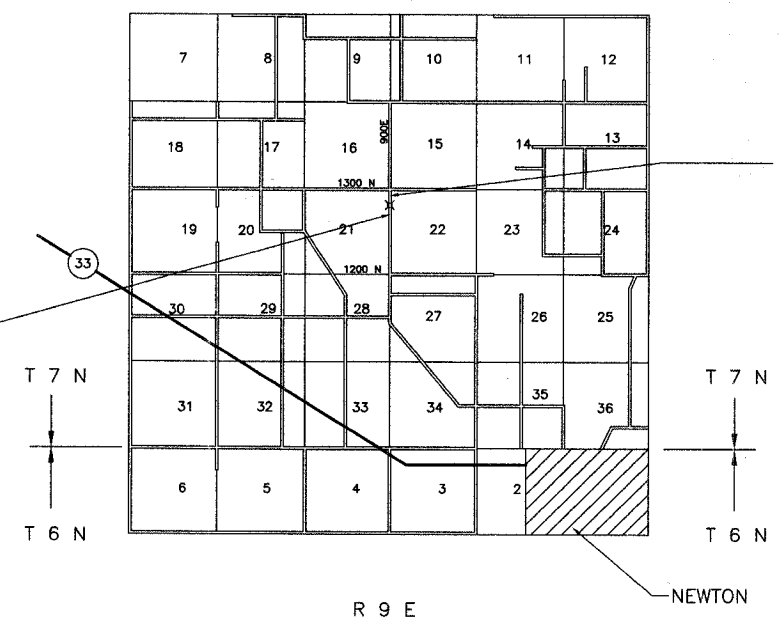 7 8 9 10 11 12
18 17 16 900E 15 14 13
1300 N
19 20 21 22 23 24
33
1200 N
30 29 28 27 26 25
31 32 33 34 35 36
T 7 N T 7 N
6 5 4 3 2
T 6 N T 6 N
NEWTON
R 9 E